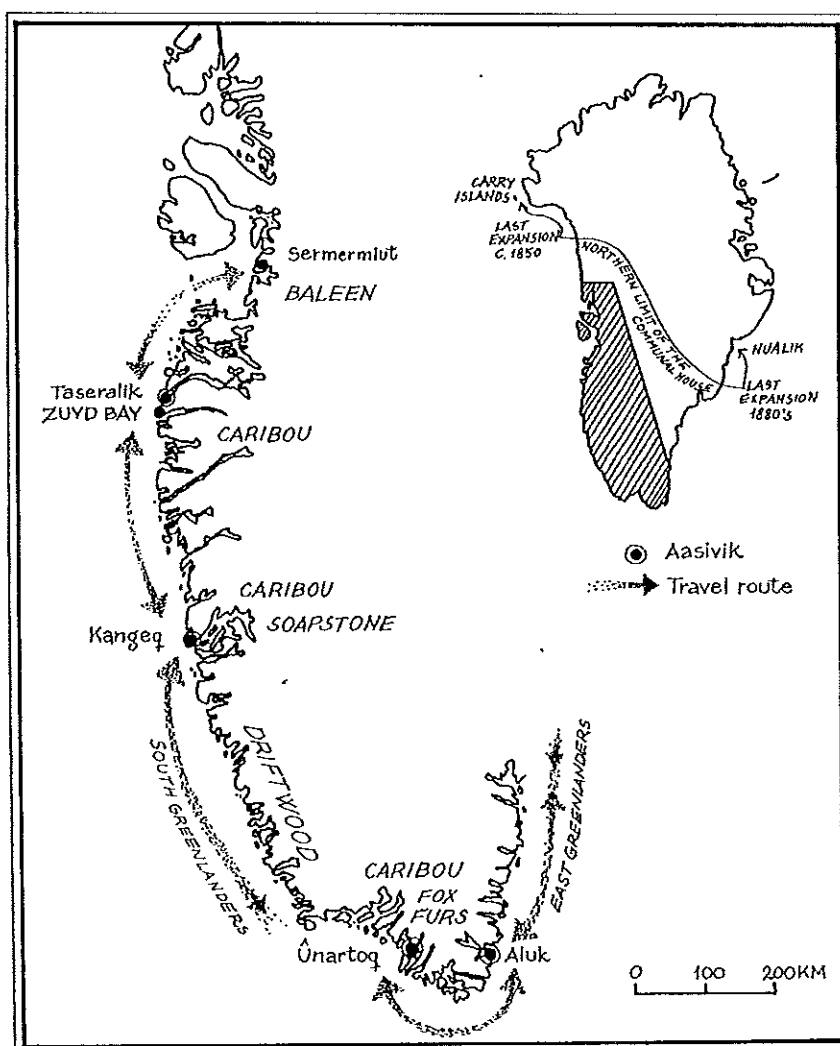 CARRY
ISLANDS
LAST
EXPANSION
C. 1850
NORTHERN LIMIT OF THE
COMMUNAL HOUSE
NUALIK
LAST
EXPANSION
1880's
Sermermiut
BALEEN
Taseralik
ZUYD BAY
CARIBOU
Aasivik
Travel route
CARIBOU
SOAPSTONE
Kangeq
SOUTH GREENLANDERS
DRIFTWOOD
EAST GREENLANDERS
CARIBOU
FOX
FURS
Ûnartoq
Aluk
0 100 200KM